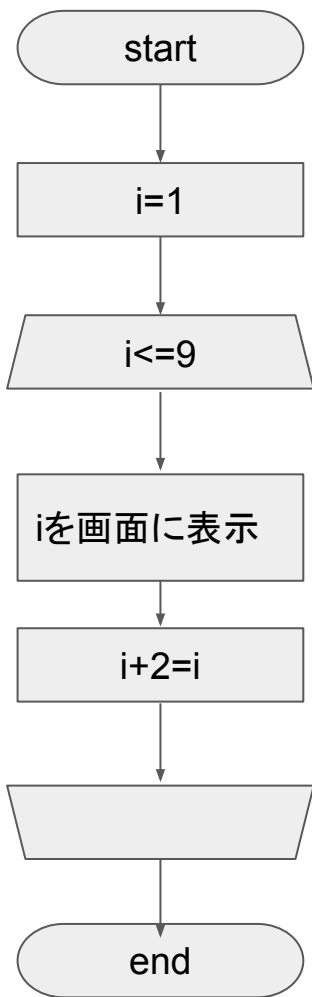 start
i=1
i<=9
iを画面に表示
i+2=i
end